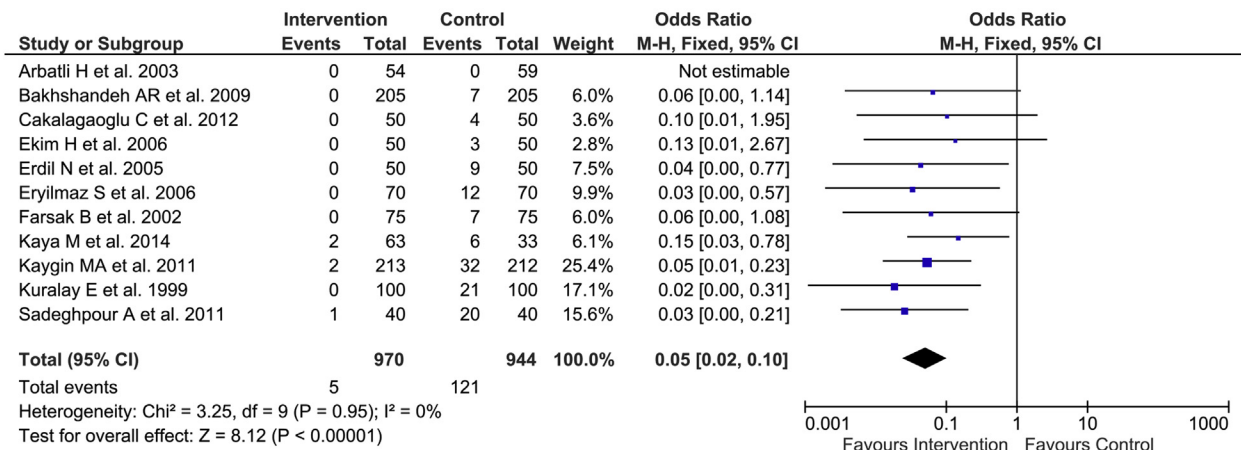 Intervention Control Odds Ratio Odds Ratio
Study or Subgroup Events Total Events Total Weight M-H, Fixed, 95% CI M-H, Fixed, 95% CI
Arbatli H et al. 2003 0 54 0 59 Not estimable
Bakhshandeh AR et al. 2009 0 205 7 205 6.0% 0.06 [0.00, 1.14]
Cakalagaoglu C et al. 2012 0 50 4 50 3.6% 0.10 [0.01, 1.95]
Ekim H et al. 2006 0 50 3 50 2.8% 0.13 [0.01, 2.67]
Erdil N et al. 2005 0 50 9 50 7.5% 0.04 [0.00, 0.77]
Eryilmaz S et al. 2006 0 70 12 70 9.9% 0.03 [0.00, 0.57]
Farsak B et al. 2002 0 75 7 75 6.0% 0.06 [0.00, 1.08]
Kaya M et al. 2014 2 63 6 33 6.1% 0.15 [0.03, 0.78]
Kaygin MA et al. 2011 2 213 32 212 25.4% 0.05 [0.01, 0.23]
Kuralay E et al. 1999 0 100 21 100 17.1% 0.02 [0.00, 0.31]
Sadeghpour A et al. 2011 1 40 20 40 15.6% 0.03 [0.00, 0.21]
Total (95% CI) 970 944 100.0% 0.05 [0.02, 0.10]
Total events 5 121
Heterogeneity: Chi² = 3.25, df = 9 (P = 0.95); I² = 0%
Test for overall effect: Z = 8.12 (P < 0.00001)
0.001 0.1 1 10 1000
Favours Intervention Favours Control